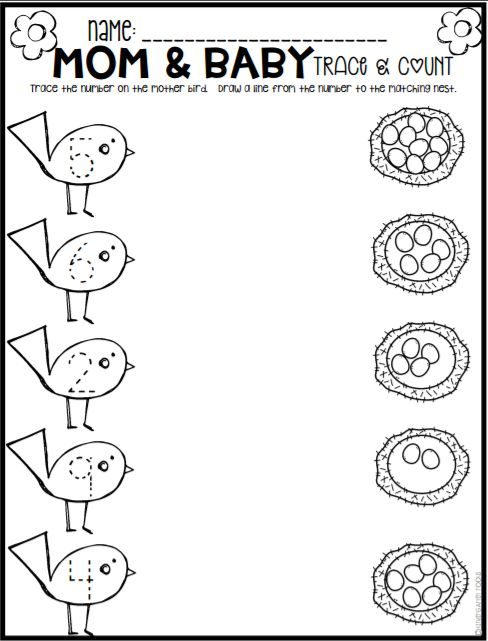 NAME: _______________________
MOM & BABY TRACE & COUNT
Trace the number on the mother bird. Draw a line from the number to the matching nest.
5
6
2
9
4